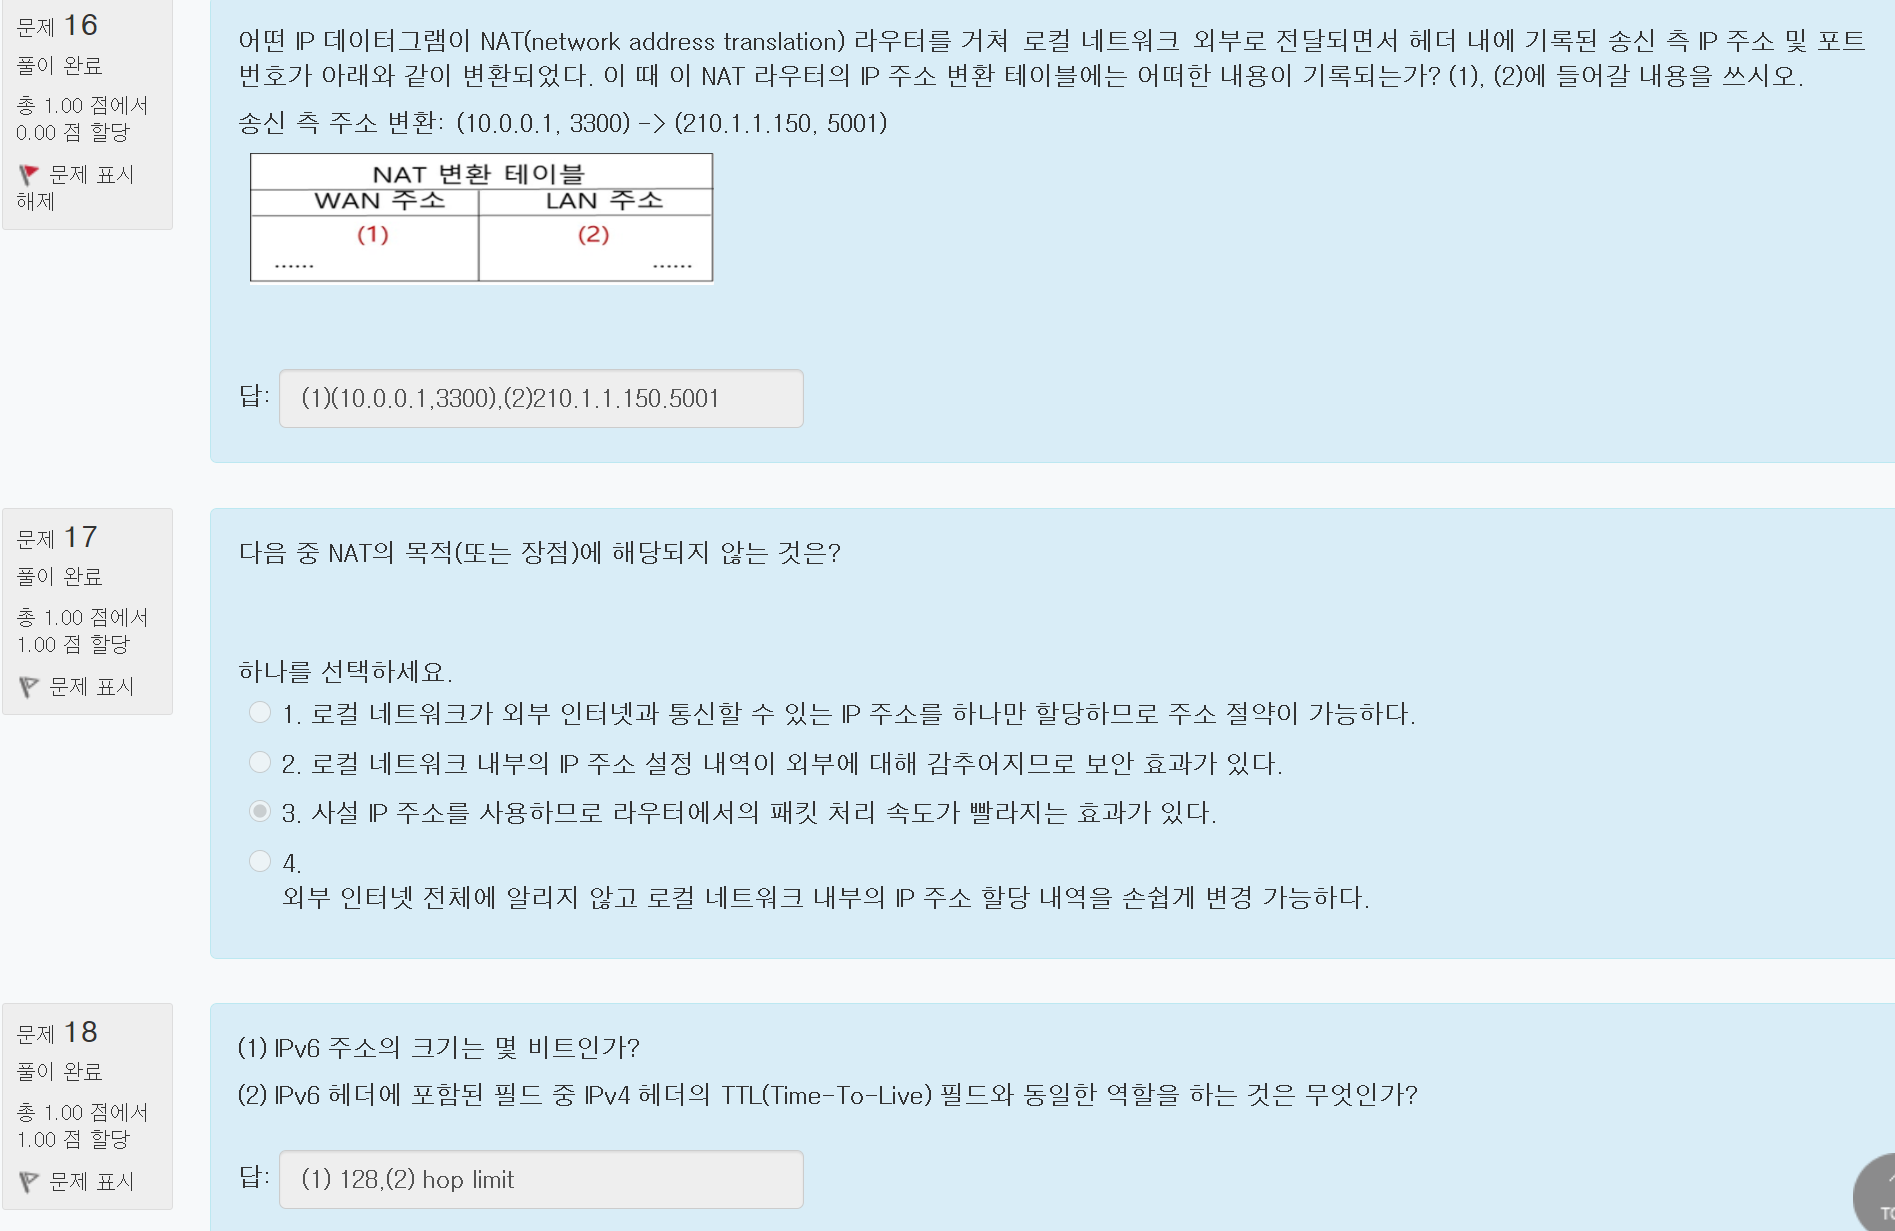 문제 16
풀이 완료
총 1.00 점에서
0.00 점 할당
문제 표시
해제
어떤 IP 데이터그램이 NAT(network address translation) 라우터를 거쳐 로컬 네트워크 외부로 전달되면서 헤더 내에 기록된 송신 측 IP 주소 및 포트
번호가 아래와 같이 변환되었다. 이 때 이 NAT 라우터의 IP 주소 변환 테이블에는 어떠한 내용이 기록되는가? (1), (2)에 들어갈 내용을 쓰시오.
송신 측 주소 변환: (10.0.0.1, 3300) -> (210.1.1.150, 5001)
NAT 변환 테이블
WAN 주소 LAN 주소
(1) (2)
...... ......
답: (1)(10.0.0.1,3300),(2)210.1.1.150.5001
문제 17
풀이 완료
총 1.00 점에서
1.00 점 할당
문제 표시
다음 중 NAT의 목적(또는 장점)에 해당되지 않는 것은?
하나를 선택하세요.
1. 로컬 네트워크가 외부 인터넷과 통신할 수 있는 IP 주소를 하나만 할당하므로 주소 절약이 가능하다.
2. 로컬 네트워크 내부의 IP 주소 설정 내역이 외부에 대해 감추어지므로 보안 효과가 있다.
3. 사설 IP 주소를 사용하므로 라우터에서의 패킷 처리 속도가 빨라지는 효과가 있다.
4.
외부 인터넷 전체에 알리지 않고 로컬 네트워크 내부의 IP 주소 할당 내역을 손쉽게 변경 가능하다.
문제 18
풀이 완료
총 1.00 점에서
1.00 점 할당
문제 표시
(1) IPv6 주소의 크기는 몇 비트인가?
(2) IPv6 헤더에 포함된 필드 중 IPv4 헤더의 TTL(Time-To-Live) 필드와 동일한 역할을 하는 것은 무엇인가?
답: (1) 128,(2) hop limit